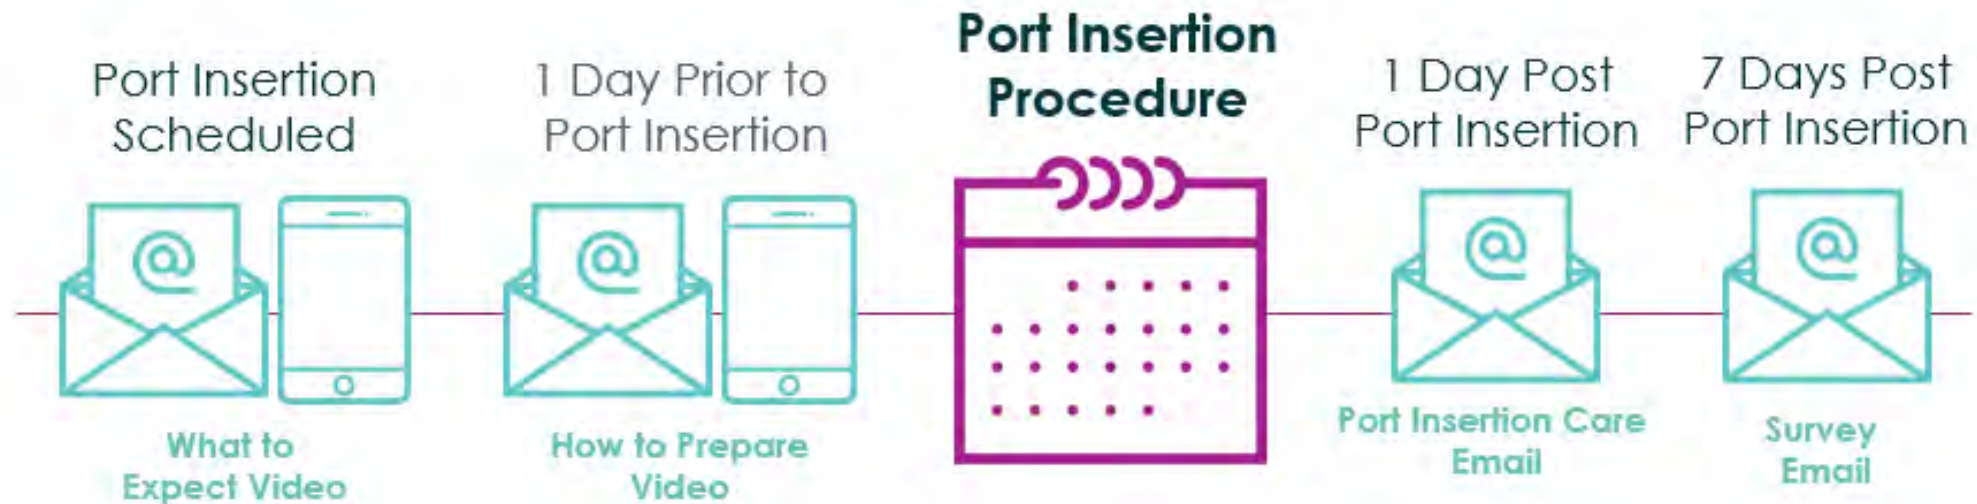 Port Insertion
Scheduled
What to
Expect Video
1 Day Prior to
Port Insertion
How to Prepare
Video
Port Insertion
Procedure
1 Day Post
Port Insertion
Port Insertion Care
Email
7 Days Post
Port Insertion
Survey
Email